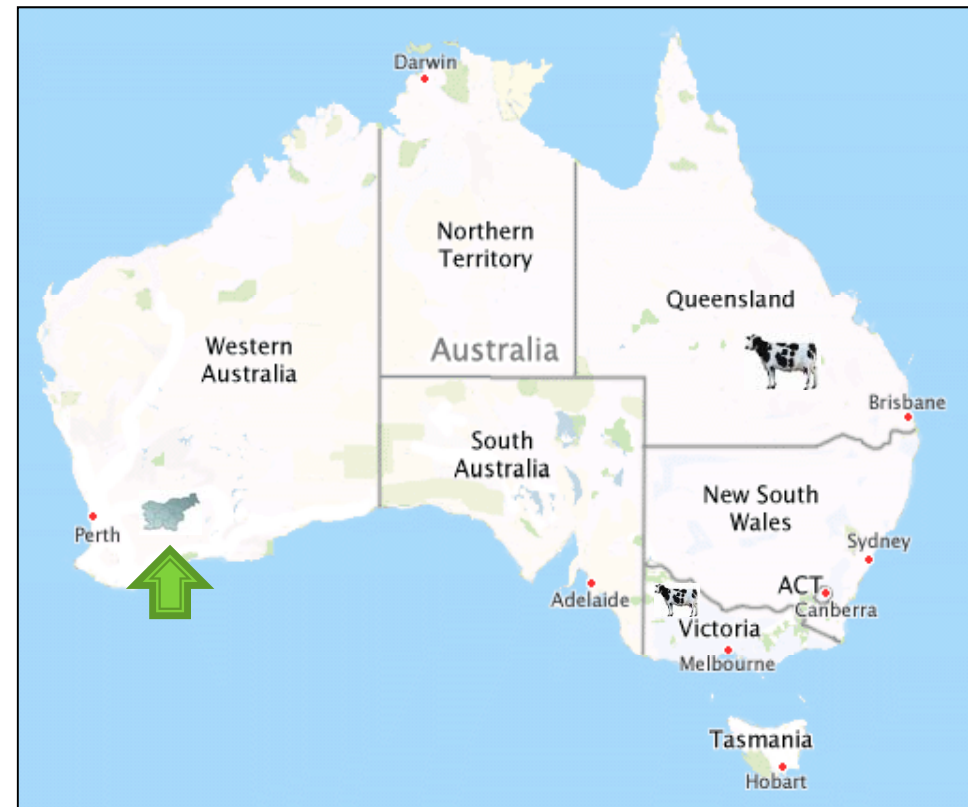 Darwin
Northern
Territory
Queensland
Western
Australia
Australia
Brisbane
South
Australia
New South
Wales
Perth
Sydney
Adelaide
ACT
Canberra
Victoria
Melbourne
Tasmania
Hobart